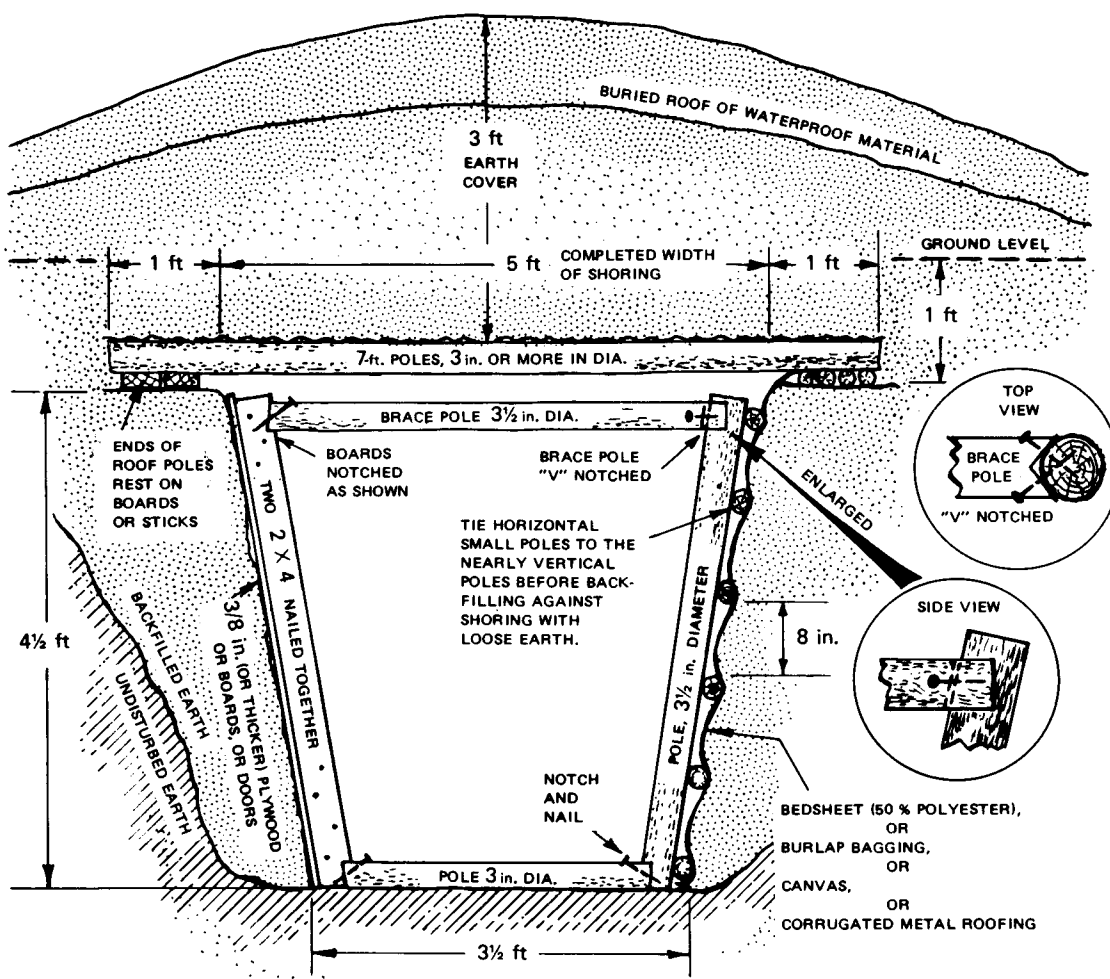 BURIED ROOF OF WATERPROOF MATERIAL
3 ft
EARTH
COVER
GROUND LEVEL
1 ft
5 ft
COMPLETED WIDTH
OF SHORING
1 ft
1 ft
7-ft. POLES, 3 in. OR MORE IN DIA.
BRACE POLE 3½ in. DIA.
ENDS OF
ROOF POLES
REST ON
BOARDS
OR STICKS
BOARDS
NOTCHED
AS SHOWN
BRACE POLE
"V" NOTCHED
TOP
VIEW
BRACE
POLE
"V" NOTCHED
ENLARGED
TIE HORIZONTAL
SMALL POLES TO THE
NEARLY VERTICAL
POLES BEFORE BACK-
FILLING AGAINST
SHORING WITH
LOOSE EARTH.
SIDE VIEW
8 in.
4½ ft
BACKFILLED EARTH
UNDISTURBED EARTH
3/8 in. (OR THICKER) PLYWOOD
OR BOARDS, OR DOORS
TWO 2 X 4 NAILED TOGETHER
POLE, 3½ in. DIAMETER
NOTCH
AND
NAIL
POLE 3 in. DIA.
BEDSHEET (50 % POLYESTER),
OR
BURLAP BAGGING,
OR
CANVAS,
OR
CORRUGATED METAL ROOFING
3½ ft